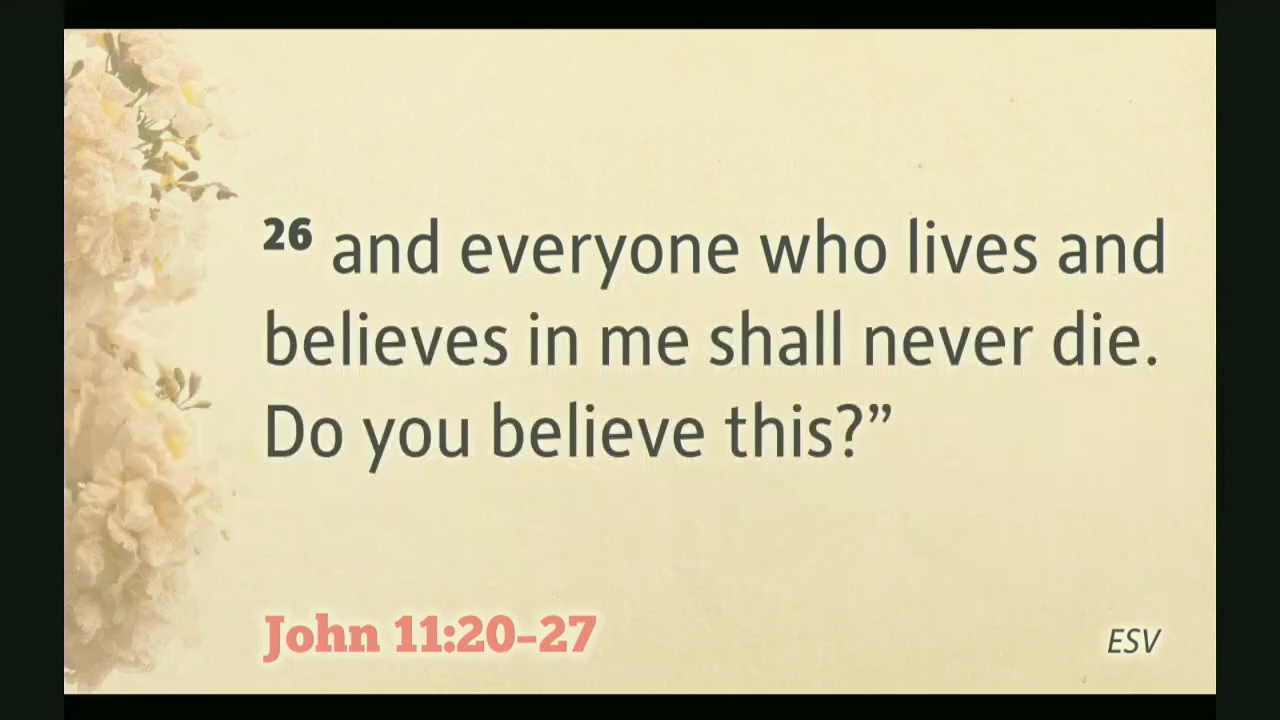 26 and everyone who lives and
believes in me shall never die.
Do you believe this?”
John 11:20–27
ESV